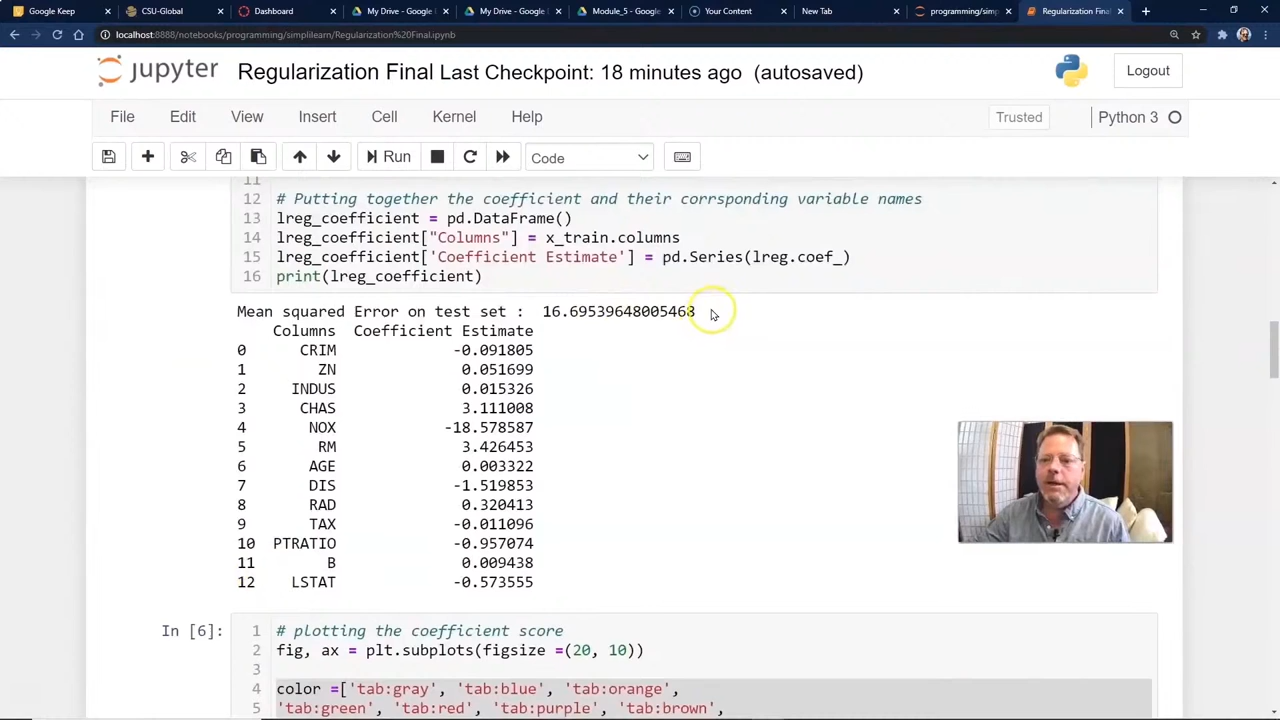 Google Keep
CSU-Global
Dashboard
My Drive - Google
My Drive - Google
Module_5 - Google
Your Content
New Tab
programming/simp
Regularization Final
localhost:8888/notebooks/programming/simplilearn/Regularization%20Final.ipynb
jupyter Regularization Final Last Checkpoint: 18 minutes ago (autosaved)
Logout
File Edit View Insert Cell Kernel Help
Trusted
Python 3
Run
Code
11
12 # Putting together the coefficient and their corrsponding variable names
13 lreg_coefficient = pd.DataFrame()
14 lreg_coefficient["Columns"] = x_train.columns
15 lreg_coefficient['Coefficient Estimate'] = pd.Series(lreg.coef_)
16 print(lreg_coefficient)
Mean squared Error on test set : 16.69539648005468
Columns Coefficient Estimate
0 CRIM -0.091805
1 ZN 0.051699
2 INDUS 0.015326
3 CHAS 3.111008
4 NOX -18.578587
5 RM 3.426453
6 AGE 0.003322
7 DIS -1.519853
8 RAD 0.320413
9 TAX -0.011096
10 PTRATIO -0.957074
11 B 0.009438
12 LSTAT -0.573555
In [6]:
1 # plotting the coefficient score
2 fig, ax = plt.subplots(figsize =(20, 10))
3
4 color =['tab:gray', 'tab:blue', 'tab:orange',
5 'tab:green', 'tab:red', 'tab:purple', 'tab:brown',